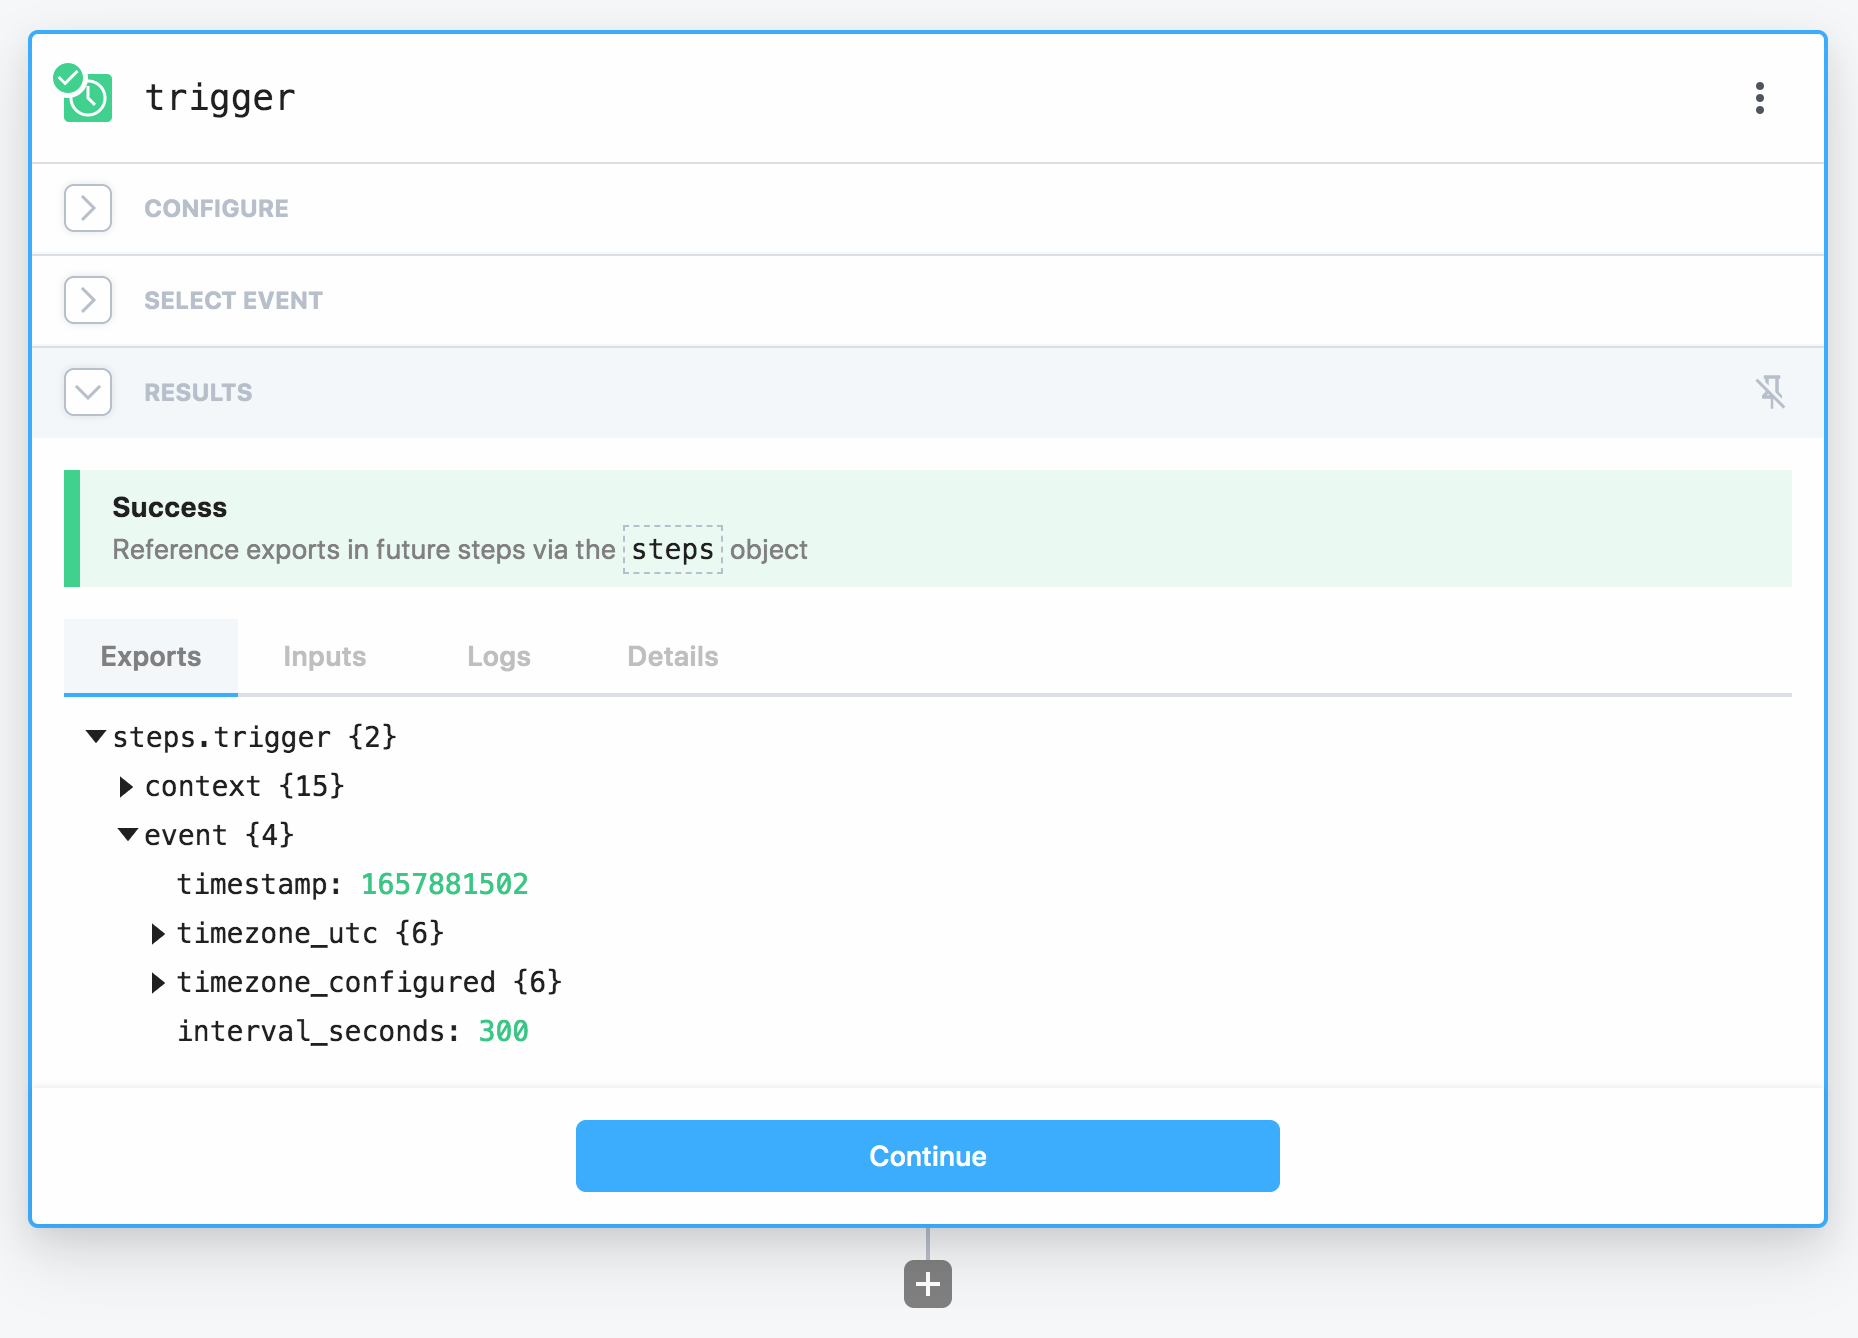 trigger
CONFIGURE
SELECT EVENT
RESULTS
Success
Reference exports in future steps via the steps object
Exports Inputs Logs Details
steps.trigger {2}
context {15}
event {4}
timestamp: 1657881502
timezone_utc {6}
timezone_configured {6}
interval_seconds: 300
Continue